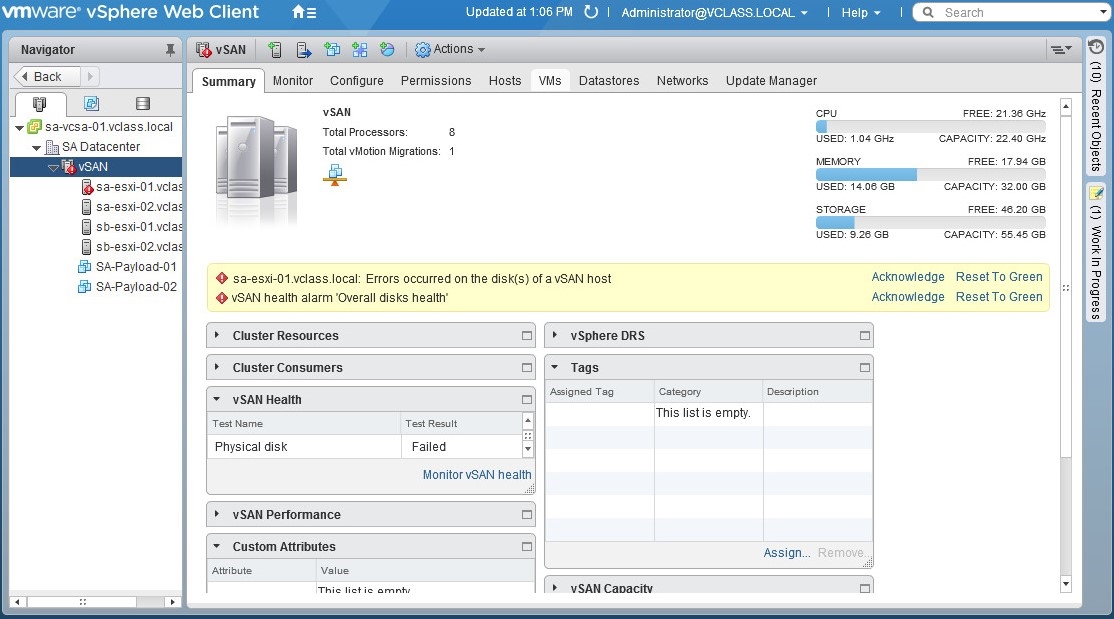 vmware® vSphere Web Client
Updated at 1:06 PM
Administrator@VCLASS.LOCAL
Help
Search
Navigator
Back
sa-vcsa-01.vclass.local
SA Datacenter
vSAN
sa-esxi-01.vclas
sa-esxi-02.vclas
sb-esxi-01.vclas
sb-esxi-02.vclas
SA-Payload-01
SA-Payload-02
vSAN
Actions
Summary
Monitor
Configure
Permissions
Hosts
VMs
Datastores
Networks
Update Manager
vSAN
Total Processors: 8
Total vMotion Migrations: 1
CPU FREE: 21.36 GHz
USED: 1.04 GHz CAPACITY: 22.40 GHz
MEMORY FREE: 17.94 GB
USED: 14.06 GB CAPACITY: 32.00 GB
STORAGE FREE: 46.20 GB
USED: 9.26 GB CAPACITY: 55.45 GB
sa-esxi-01.vclass.local: Errors occurred on the disk(s) of a vSAN host
Acknowledge Reset To Green
vSAN health alarm 'Overall disks health'
Acknowledge Reset To Green
Cluster Resources
Cluster Consumers
vSAN Health
Test Name Test Result
Physical disk Failed
Monitor vSAN health
vSAN Performance
Custom Attributes
Attribute Value
This list is empty.
vSphere DRS
Tags
Assigned Tag Category Description
This list is empty.
Assign... Remove...
vSAN Capacity
(10) Recent Objects
(1) Work In Progress